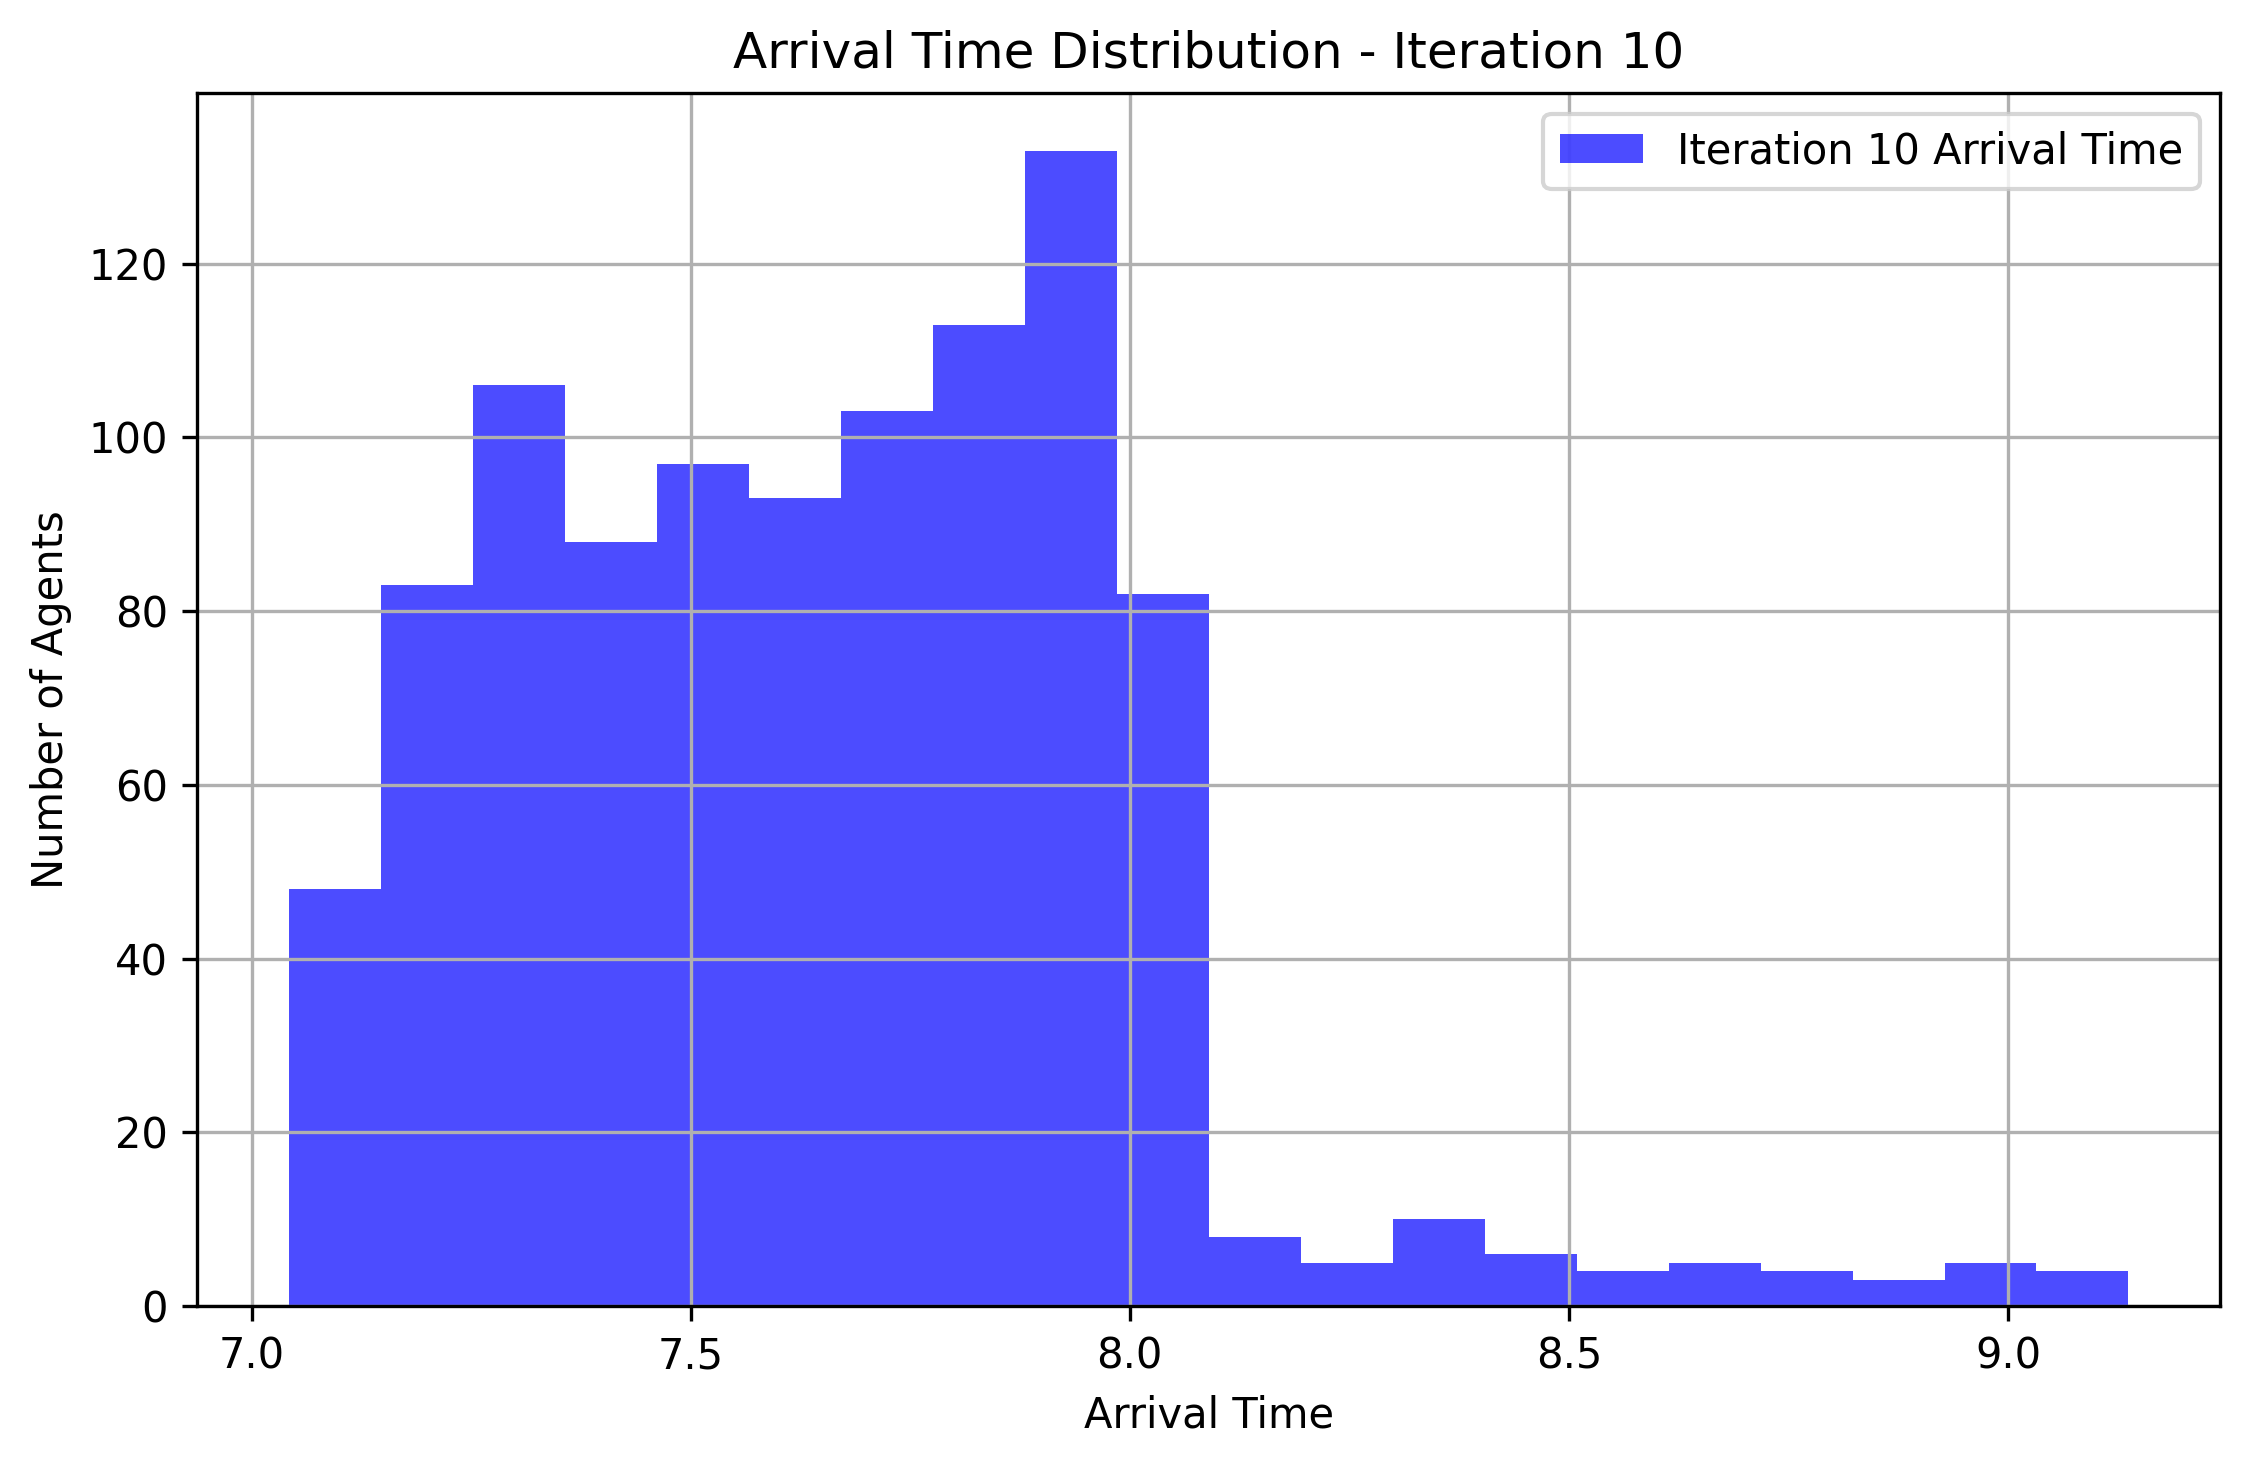 Arrival Time Distribution - Iteration 10
Iteration 10 Arrival Time
Number of Agents
120
100
80
60
40
20
0
7.0 7.5 8.0 8.5 9.0
Arrival Time